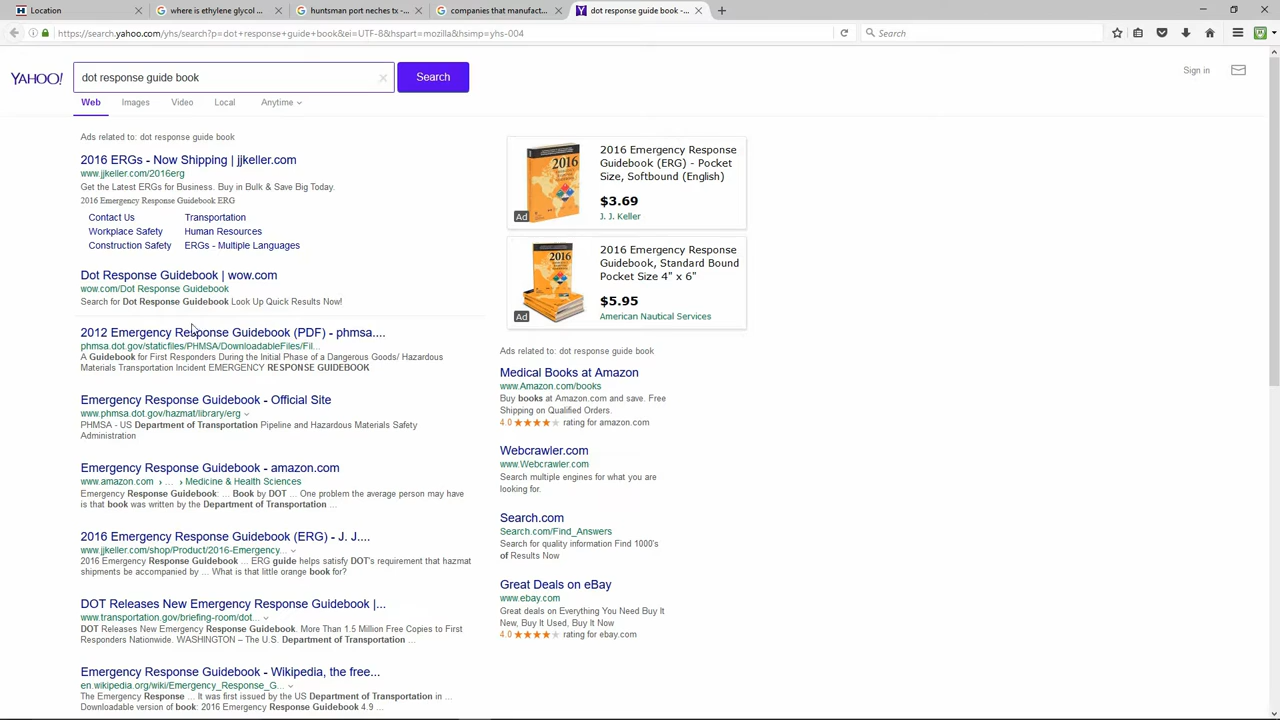 Location
where is ethylene glycol
huntsman port neches tx c...
companies that manufact...
dot response guide book - ...
https://search.yahoo.com/yhs/search?p=dot+response+guide+book&ei=UTF-8&hspart=mozilla&hsimp=yhs-004
Search
YAHOO!
dot response guide book
Search
Sign in
Web
Images
Video
Local
Anytime
Ads related to: dot response guide book
2016 ERGs - Now Shipping | jjkeller.com
www.jjkeller.com/2016erg
Get the Latest ERGs for Business. Buy in Bulk & Save Big Today.
2016 Emergency Response Guidebook ERG
Contact Us Transportation
Workplace Safety Human Resources
Construction Safety ERGs - Multiple Languages
Dot Response Guidebook | wow.com
wow.com/Dot Response Guidebook
Search for Dot Response Guidebook Look Up Quick Results Now!
2012 Emergency Response Guidebook (PDF) - phmsa....
phmsa.dot.gov/staticfiles/PHMSA/DownloadableFiles/Fil...
A Guidebook for First Responders During the Initial Phase of a Dangerous Goods/ Hazardous
Materials Transportation Incident EMERGENCY RESPONSE GUIDEBOOK
Emergency Response Guidebook - Official Site
www.phmsa.dot.gov/hazmat/library/erg
PHMSA - US Department of Transportation Pipeline and Hazardous Materials Safety
Administration
Emergency Response Guidebook - amazon.com
www.amazon.com › ... › Medicine & Health Sciences
Emergency Response Guidebook: ... Book by DOT ... One problem the average person may have
is that book was written by the Department of Transportation ...
2016 Emergency Response Guidebook (ERG) - J. J....
www.jjkeller.com/shop/Product/2016-Emergency...
2016 Emergency Response Guidebook ... ERG guide helps satisfy DOT's requirement that hazmat
shipments be accompanied by ... What is that little orange book for?
DOT Releases New Emergency Response Guidebook |...
www.transportation.gov/briefing-room/dot...
DOT Releases New Emergency Response Guidebook. More Than 1.5 Million Free Copies to First
Responders Nationwide. WASHINGTON – The U.S. Department of Transportation ...
Emergency Response Guidebook - Wikipedia, the free...
en.wikipedia.org/wiki/Emergency_Response_G...
The Emergency Response ... It was first issued by the US Department of Transportation in ...
Downloadable version of book: 2016 Emergency Response Guidebook 4.9 ...
2016
Ad
2016 Emergency Response
Guidebook (ERG) - Pocket
Size, Softbound (English)
$3.69
J. J. Keller
2016
Ad
2016 Emergency Response
Guidebook, Standard Bound
Pocket Size 4" x 6"
$5.95
American Nautical Services
Ads related to: dot response guide book
Medical Books at Amazon
www.Amazon.com/books
Buy books at Amazon.com and save. Free
Shipping on Qualified Orders.
4.0 ★★★★★ rating for amazon.com
Webcrawler.com
www.Webcrawler.com
Search multiple engines for what you are
looking for.
Search.com
Search.com/Find_Answers
Search for quality information Find 1000's
of Results Now
Great Deals on eBay
www.ebay.com
Great deals on Everything You Need Buy It
New, Buy It Used, Buy It Now
4.0 ★★★★★ rating for ebay.com